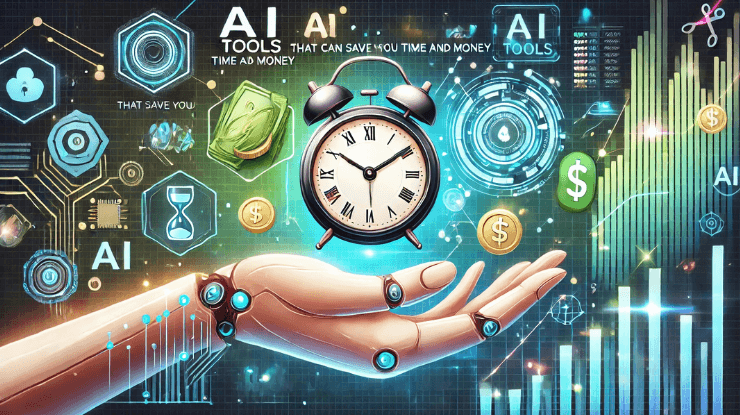 AI
TOOLS
TIME AD MONEY
AI
THAT CAN SAVE YOU TIME AND MONEY
AI
TOOLS
THAT SAVE YOU
$
$
$
AI
AI